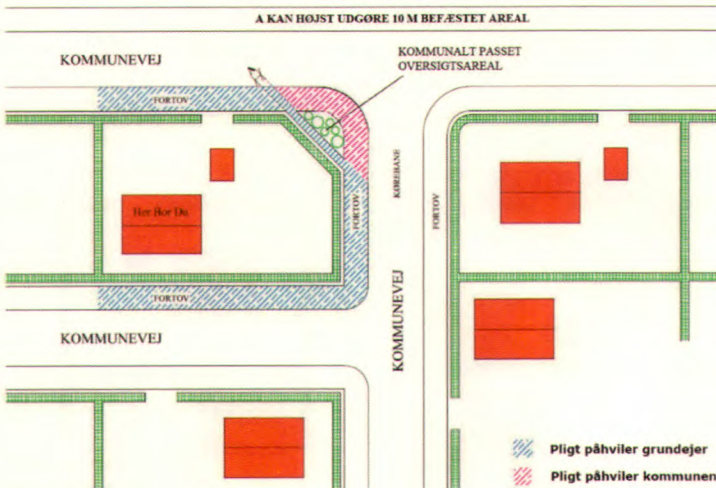 A KAN HØJST UDGØRE 10 M BEFÆSTET AREAL
KOMMUNEVEJ
KOMMUNALT PASSET
OVERSIGTSAREAL
FORTOV
KØREBANE
Her Bor Du
FORTOV
FORTOV
FORTOV
KOMMUNEVEJ
KOMMUNEVEJ
Pligt påhviler grundejer
Pligt påhviler kommunen